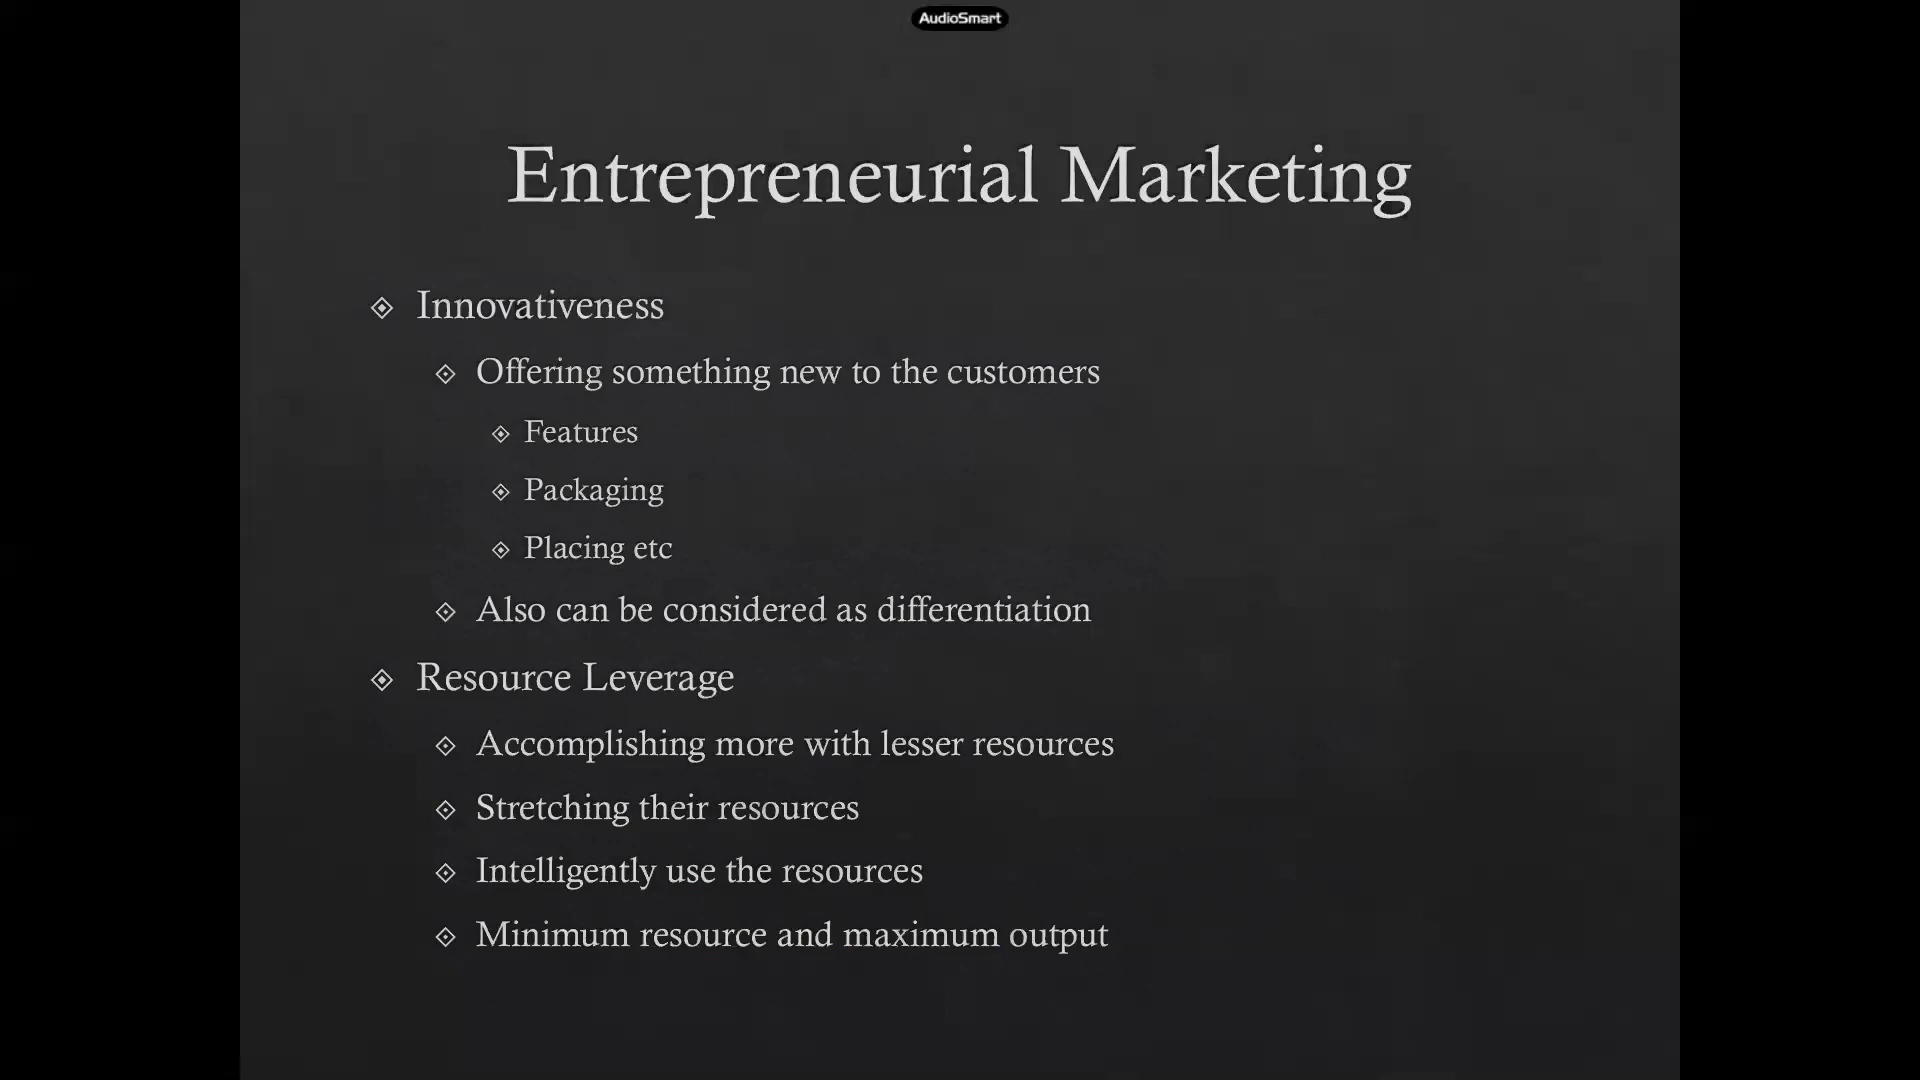 AudioSmart
Entrepreneurial Marketing
Innovativeness
Offering something new to the customers
Features
Packaging
Placing etc
Also can be considered as differentiation
Resource Leverage
Accomplishing more with lesser resources
Stretching their resources
Intelligently use the resources
Minimum resource and maximum output